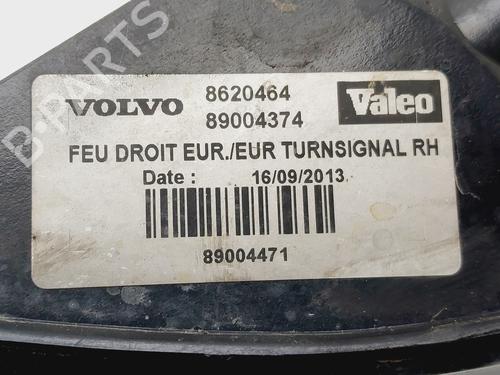 VOLVO 8620464 Valeo
89004374
FEU DROIT EUR./EUR TURNSIGNAL RH
Date : 16/09/2013
89004471
B-PARTS